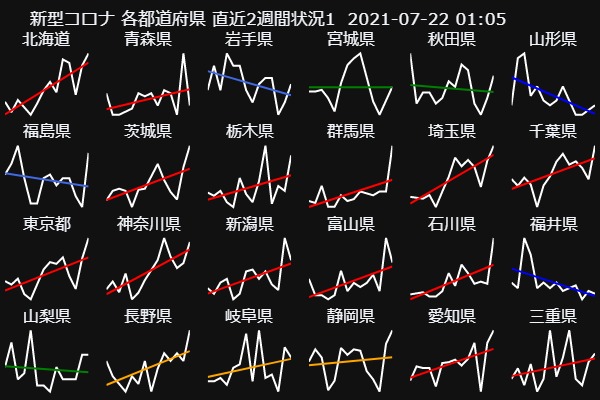 新型コロナ 各都道府県 直近2週間状況1 2021-07-22 01:05
北海道 青森県 岩手県 宮城県 秋田県 山形県
福島県 茨城県 栃木県 群馬県 埼玉県 千葉県
東京都 神奈川県 新潟県 富山県 石川県 福井県
山梨県 長野県 岐阜県 静岡県 愛知県 三重県